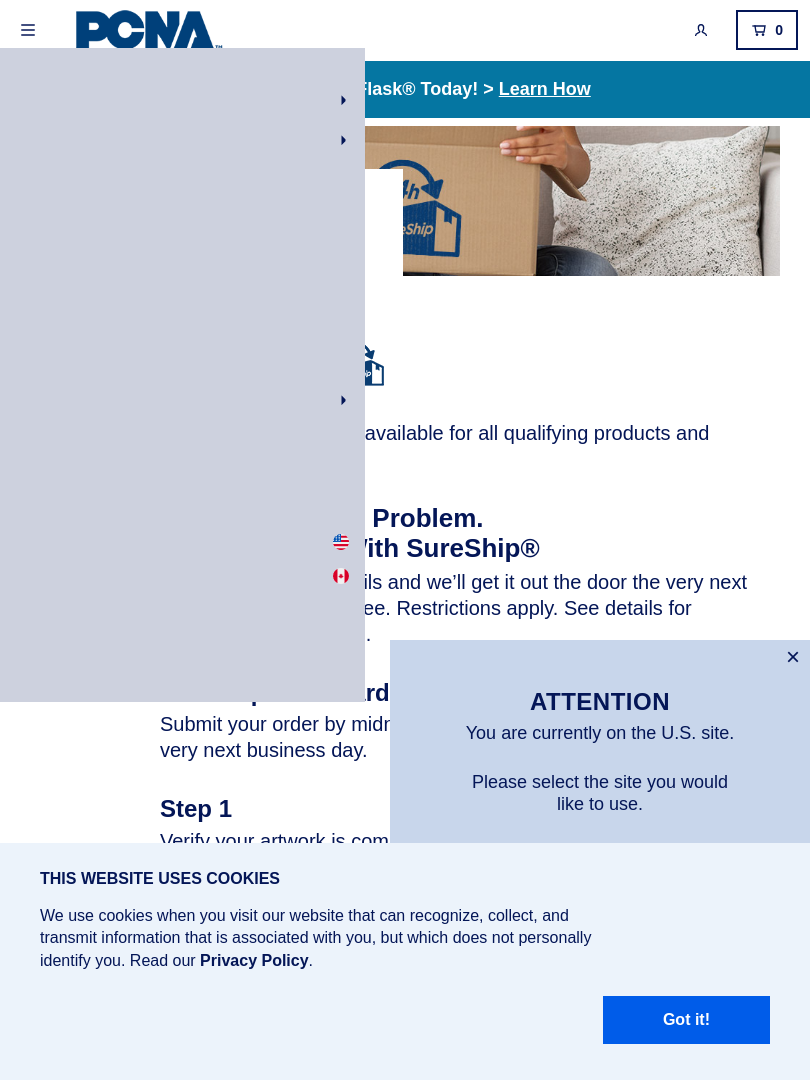 PCNA™
0
Flask® Today! > Learn How
available for all qualifying products and
Problem.
With SureShip®
ils and we'll get it out the door the very next
ee. Restrictions apply. See details for
.
ATTENTION
You are currently on the U.S. site.
Please select the site you would
like to use.
Submit your order by midn
very next business day.
Step 1
Verify your artwork is com
THIS WEBSITE USES COOKIES
We use cookies when you visit our website that can recognize, collect, and
transmit information that is associated with you, but which does not personally
identify you. Read our Privacy Policy.
Got it!